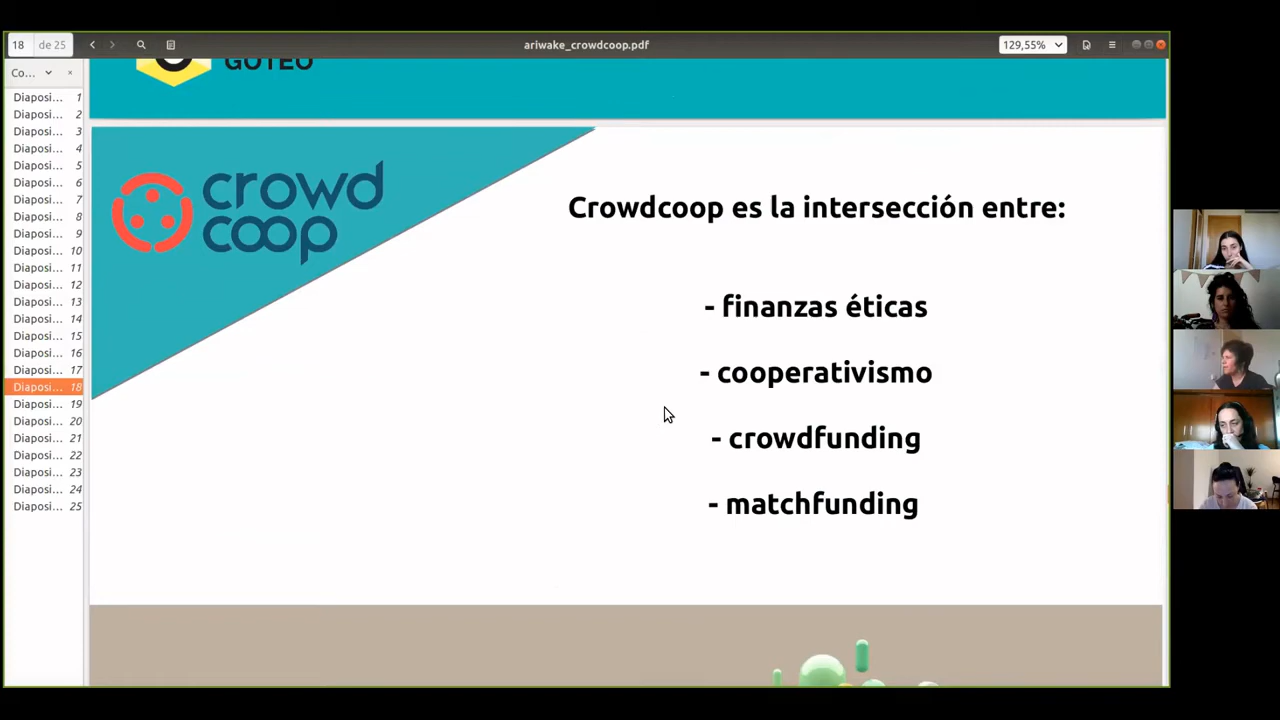 18 de 25
ariwake_crowdcoop.pdf
129,55%
Co...
Diaposi... 1
Diaposi... 2
Diaposi... 3
Diaposi... 4
Diaposi... 5
Diaposi... 6
Diaposi... 7
Diaposi... 8
Diaposi... 9
Diaposi... 10
Diaposi... 11
Diaposi... 12
Diaposi... 13
Diaposi... 14
Diaposi... 15
Diaposi... 16
Diaposi... 17
Diaposi... 18
Diaposi... 19
Diaposi... 20
Diaposi... 21
Diaposi... 22
Diaposi... 23
Diaposi... 24
Diaposi... 25
GOTEO
crowd
coop
Crowdcoop es la intersección entre:
- finanzas éticas
- cooperativismo
- crowdfunding
- matchfunding